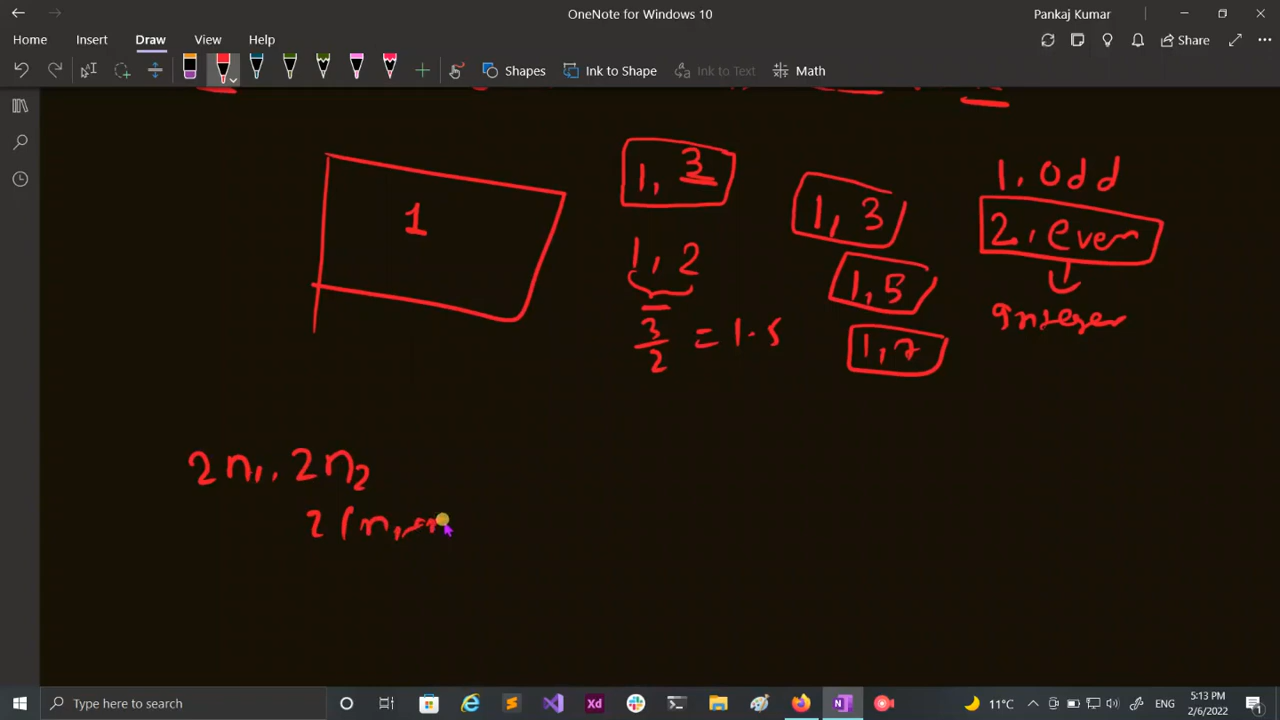 OneNote for Windows 10
Pankaj Kumar
Home Insert Draw View Help
Share
Shapes
Ink to Shape
Ink to Text
Math
1
1, 3
1, 2
3/2 = 1.5
1, 3
1, 5
1, 7
1, odd
2, even
Integer
2n₁, 2n₂
2(n₁+n
Type here to search
11°C
ENG
5:13 PM
2/6/2022